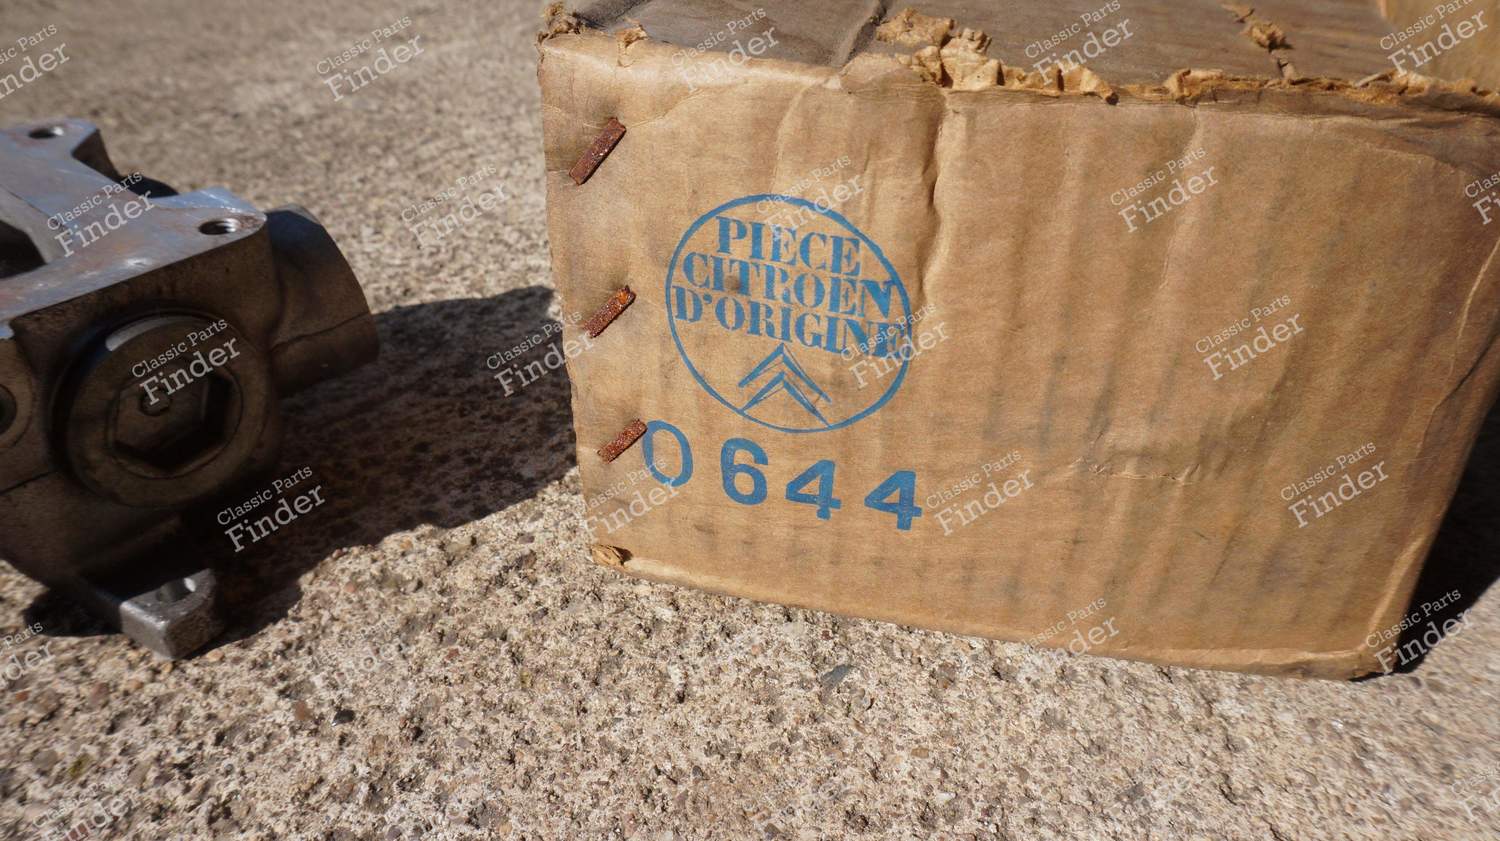 PIECE
CITROEN
D'ORIGINE
0644
Classic Parts
Finder